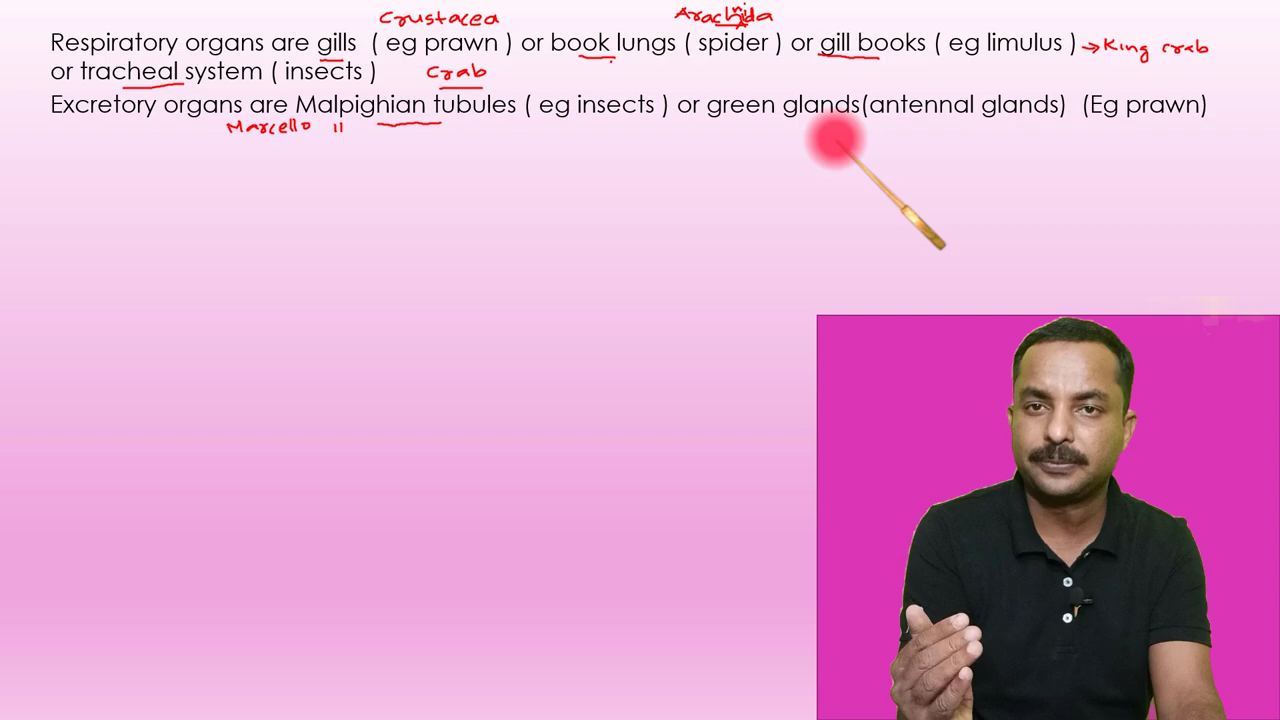 Crustacea Arachnida
Respiratory organs are gills ( eg prawn ) or book lungs ( spider ) or gill books ( eg limulus ) →King crab
or tracheal system ( insects ) Crab
Excretory organs are Malpighian tubules ( eg insects ) or green glands(antennal glands) (Eg prawn)
Marcello "